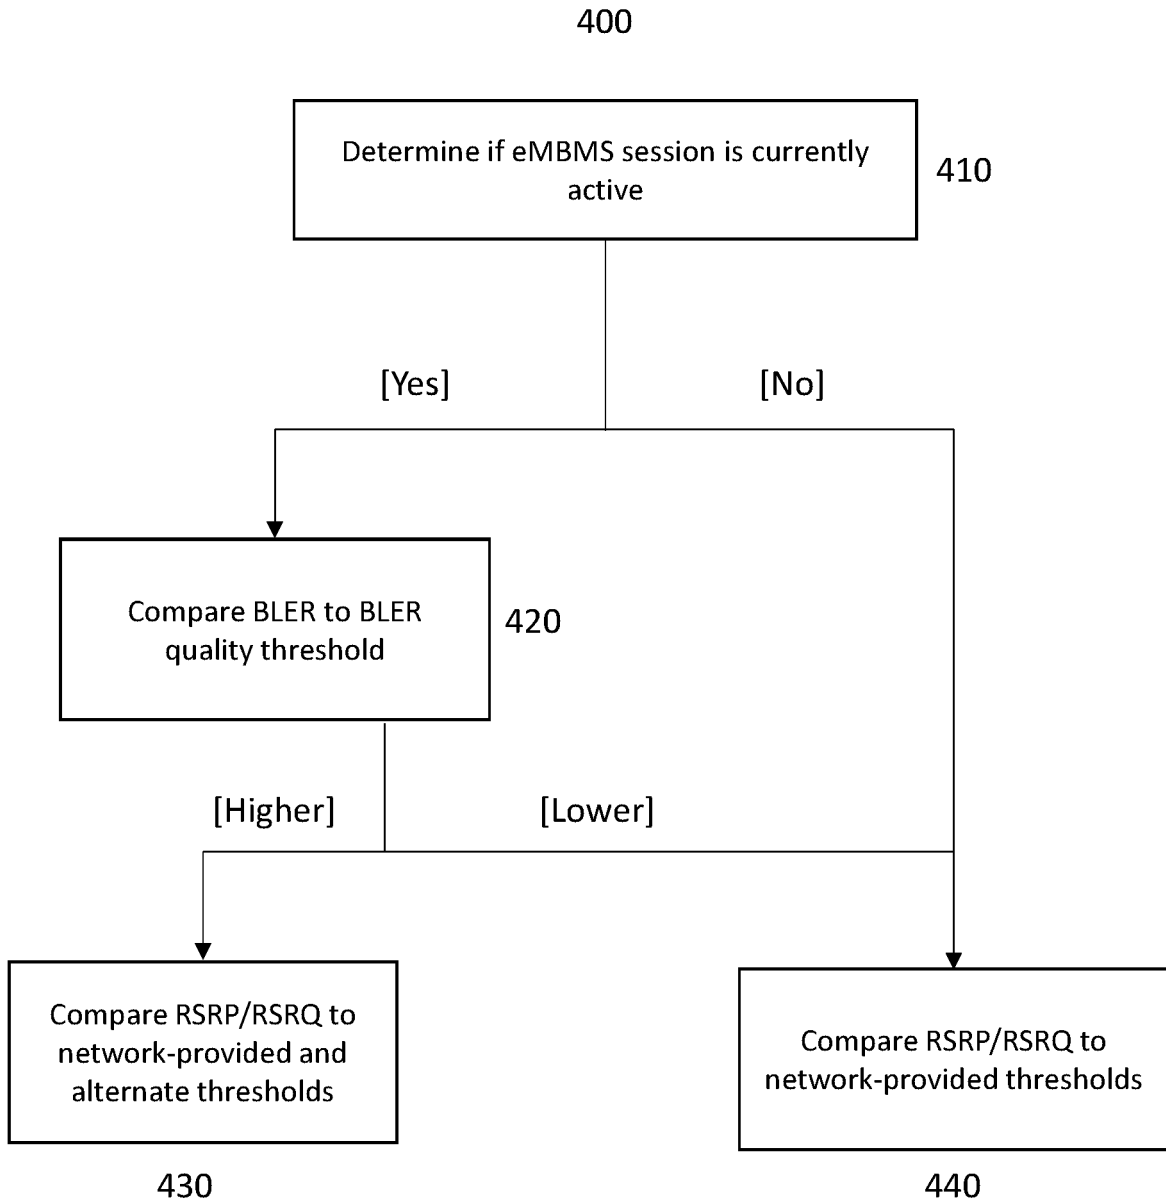 400
Determine if eMBMS session is currently
active
410
[Yes]
[No]
Compare BLER to BLER
quality threshold
420
[Higher]
[Lower]
Compare RSRP/RSRQ to
network-provided and
alternate thresholds
Compare RSRP/RSRQ to
network-provided thresholds
430
440